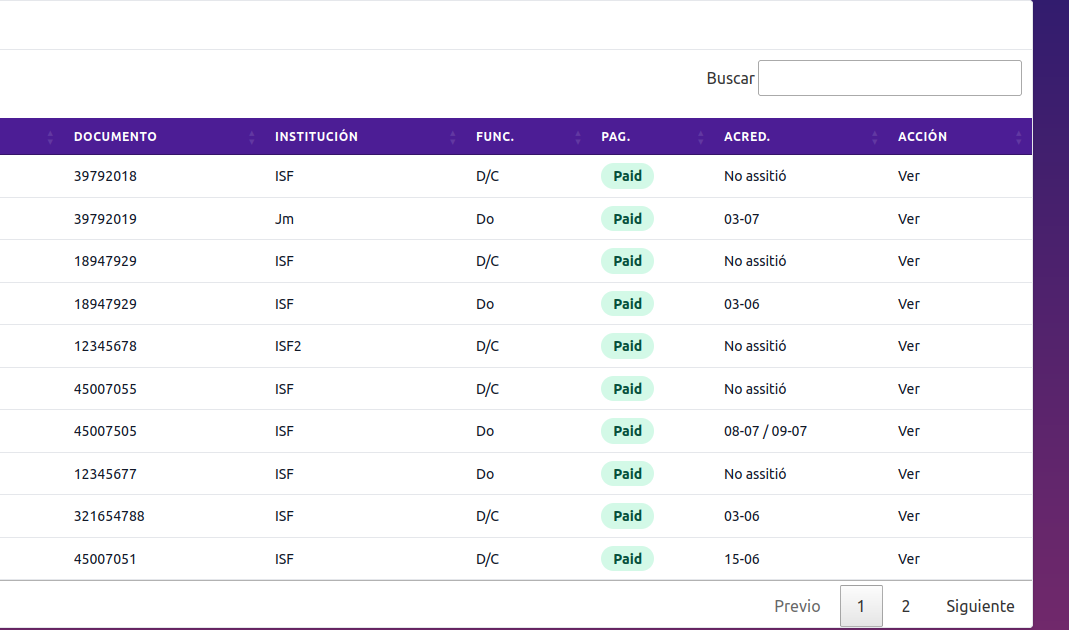 Buscar
DOCUMENTO INSTITUCIÓN FUNC. PAG. ACRED. ACCIÓN
39792018 ISF D/C Paid No assitió Ver
39792019 Jm Do Paid 03-07 Ver
18947929 ISF D/C Paid No assitió Ver
18947929 ISF Do Paid 03-06 Ver
12345678 ISF2 D/C Paid No assitió Ver
45007055 ISF D/C Paid No assitió Ver
45007505 ISF Do Paid 08-07 / 09-07 Ver
12345677 ISF Do Paid No assitió Ver
321654788 ISF D/C Paid 03-06 Ver
45007051 ISF D/C Paid 15-06 Ver
Previo 1 2 Siguiente